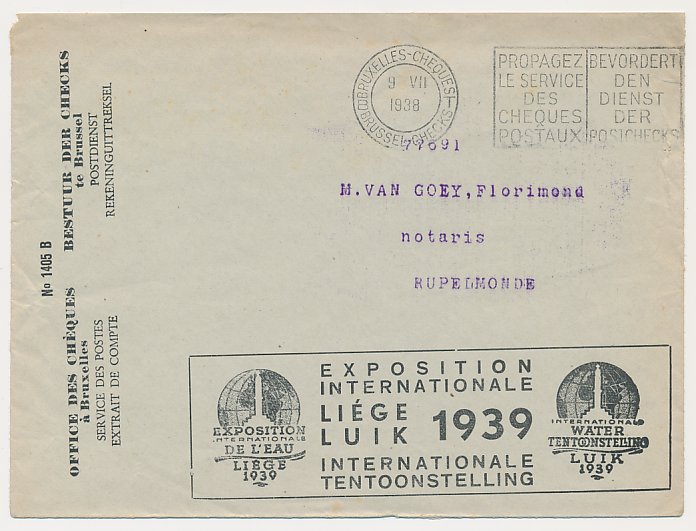 BRUXELLES-CHEQUES I
9 VII
1938
BRUSSEL-CHECKS
PROPAGEZ
LE SERVICE
DES
CHEQUES
POSTAUX
BEVORDERT
DEN
DIENST
DER
POSTCHECKS
77691
M.VAN GOEY,Florimond
notaris
RUPELMONDE
Nº 1405 B
OFFICE DES CHÈQUES
à Bruxelles
SERVICE DES POSTES
EXTRAIT DE COMPTE
BESTUUR DER CHECKS
te Brussel
POSTDIENST
REKENINGUITTREKSEL
EXPOSITION
INTERNATIONALE
DE L'EAU
LIÉGE
1939
EXPOSITION
INTERNATIONALE
LIÉGE
LUIK 1939
INTERNATIONALE
TENTOONSTELLING
INTERNATIONALE
WATER
TENTOONSTELLING
LUIK
1939